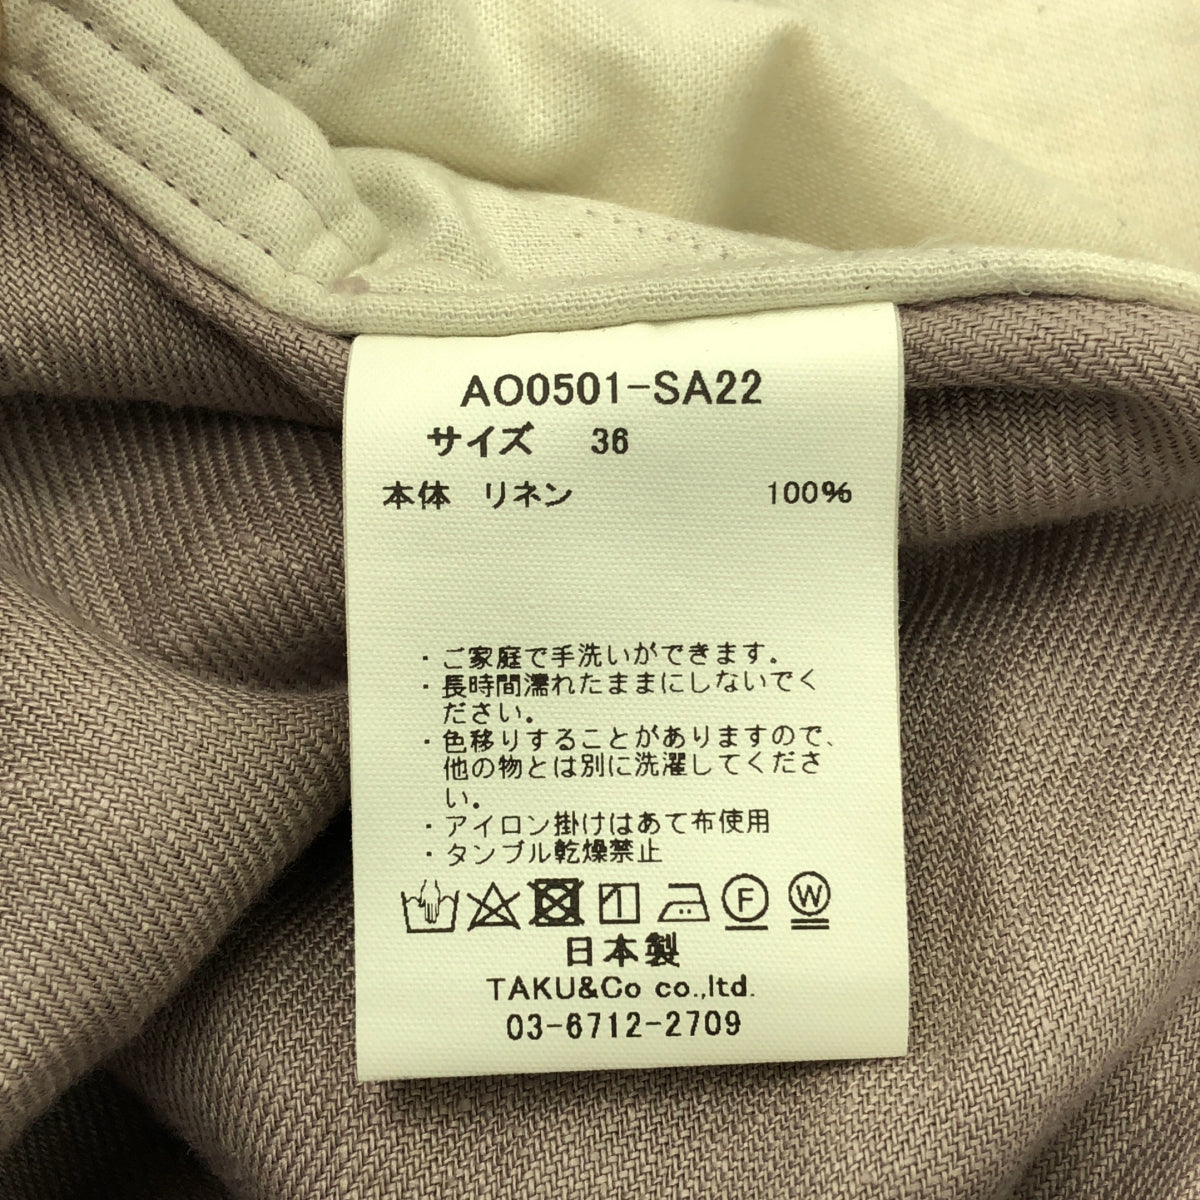 AO0501-SA22
サイズ 36
本体 リネン 100%
・ご家庭で手洗いができます。
・長時間濡れたままにしないでく
ださい。
・色移りすることがありますので、
他の物とは別に洗濯してくださ
い。
・アイロン掛けはあて布使用
・タンブル乾燥禁止
F W
日本製
TAKU&Co co.,ltd.
03-6712-2709